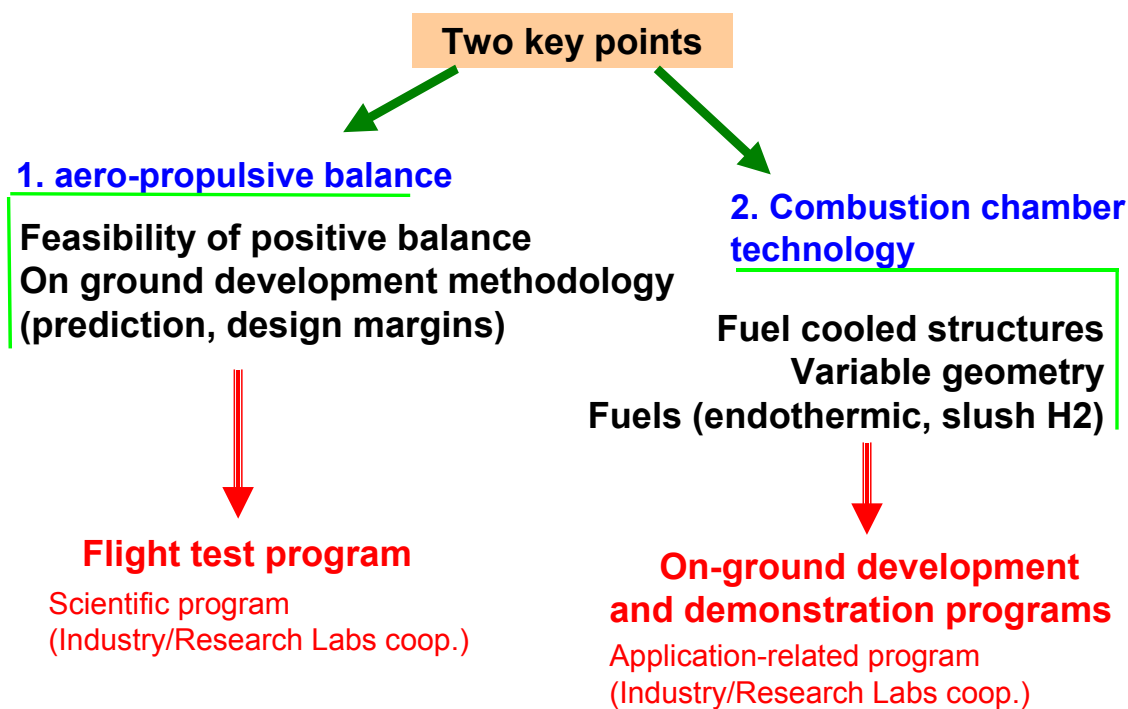 Two key points
1. aero-propulsive balance
Feasibility of positive balance
On ground development methodology
(prediction, design margins)
Flight test program
Scientific program
(Industry/Research Labs coop.)
2. Combustion chamber
technology
Fuel cooled structures
Variable geometry
Fuels (endothermic, slush H2)
On-ground development
and demonstration programs
Application-related program
(Industry/Research Labs coop.)